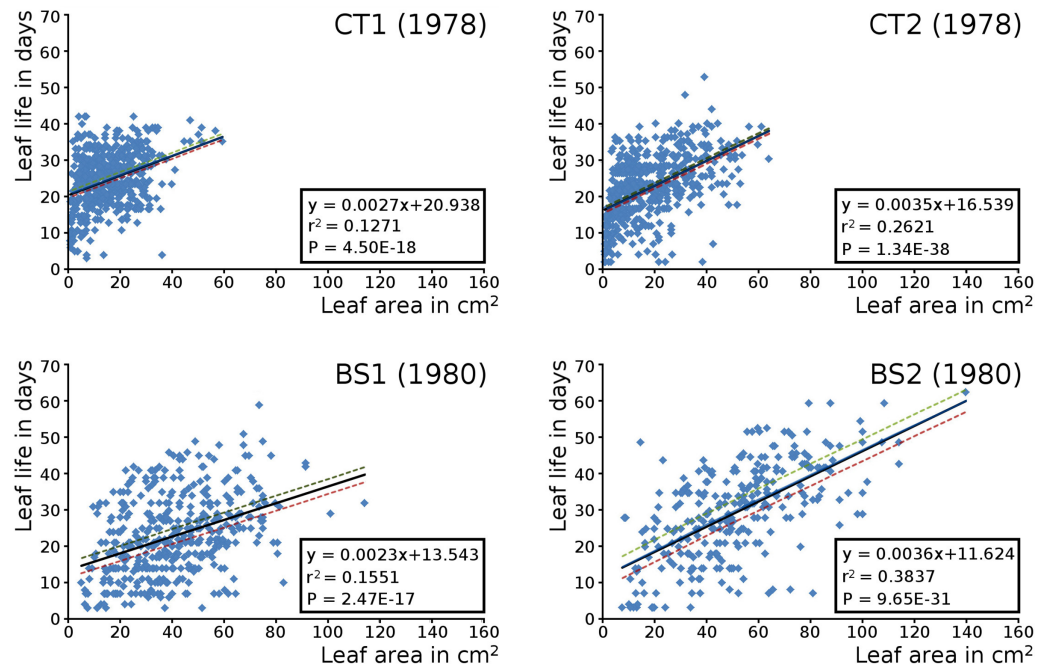 CT1 (1978)
Leaf life in days
70
60
50
40
30
20
10
0
y = 0.0027x+20.938
r² = 0.1271
P = 4.50E-18
0 20 40 60 80 100 120 140 160
Leaf area in cm²
CT2 (1978)
Leaf life in days
70
60
50
40
30
20
10
0
y = 0.0035x+16.539
r² = 0.2621
P = 1.34E-38
0 20 40 60 80 100 120 140 160
Leaf area in cm²
BS1 (1980)
Leaf life in days
70
60
50
40
30
20
10
0
y = 0.0023x+13.543
r² = 0.1551
P = 2.47E-17
0 20 40 60 80 100 120 140 160
Leaf area in cm²
BS2 (1980)
Leaf life in days
70
60
50
40
30
20
10
0
y = 0.0036x+11.624
r² = 0.3837
P = 9.65E-31
0 20 40 60 80 100 120 140 160
Leaf area in cm²